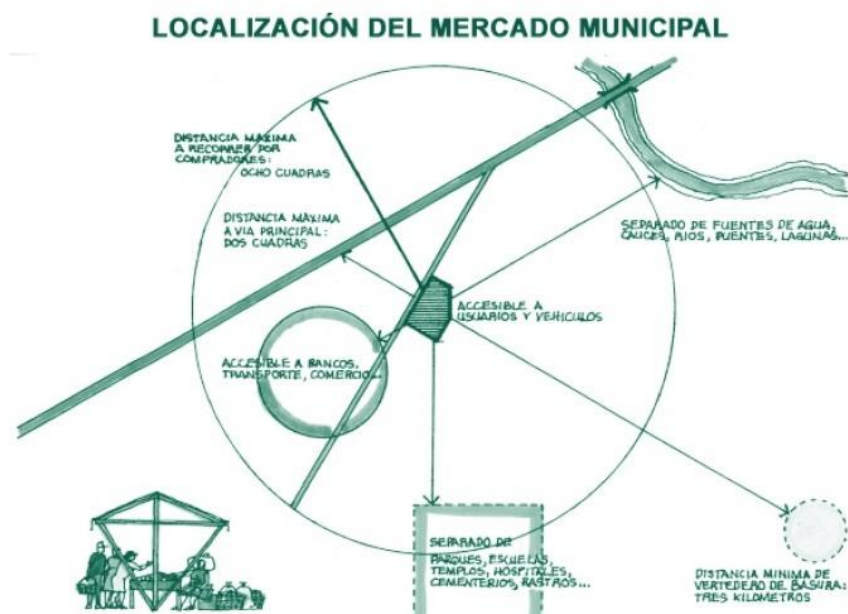 LOCALIZACIÓN DEL MERCADO MUNICIPAL
DISTANCIA MÁXIMA
A RECORRER POR
COMPRADORES:
OCHO CUADRAS
DISTANCIA MÁXIMA
A VIA PRINCIPAL:
DOS CUADRAS
SEPARADO DE FUENTES DE AGUA,
CAUCES, RIOS, PUENTES, LAGUNAS...
ACCESIBLE A
USUARIOS Y VEHICULOS
ACCESIBLE A BANCOS,
TRANSPORTE, COMERCIO...
SEPARADO DE
PARQUES, ESCUELAS,
TEMPLOS, HOSPITALES,
CEMENTERIOS, RASTROS...
DISTANCIA MINIMA DE
VERTEDERO DE BASURA:
TRES KILOMETROS